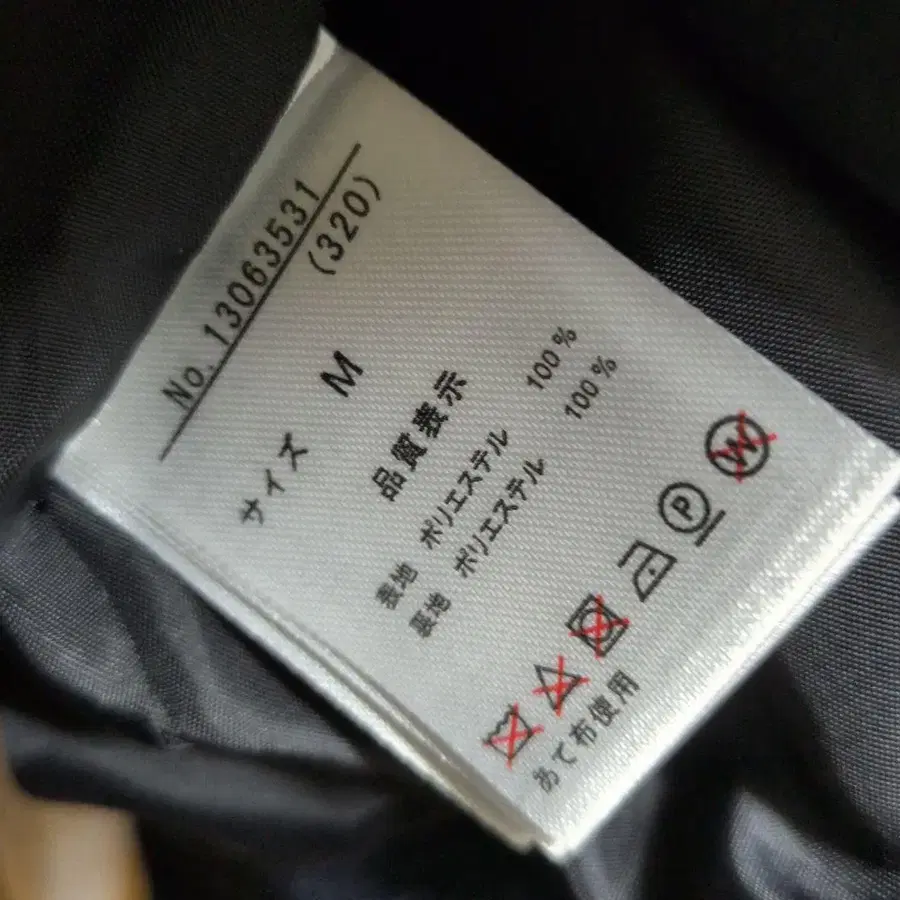 No. 13063531
(320)
サイズ M
品質表示
表地 ポリエステル 100%
裏地 ポリエステル 100%
P W
あて布使用